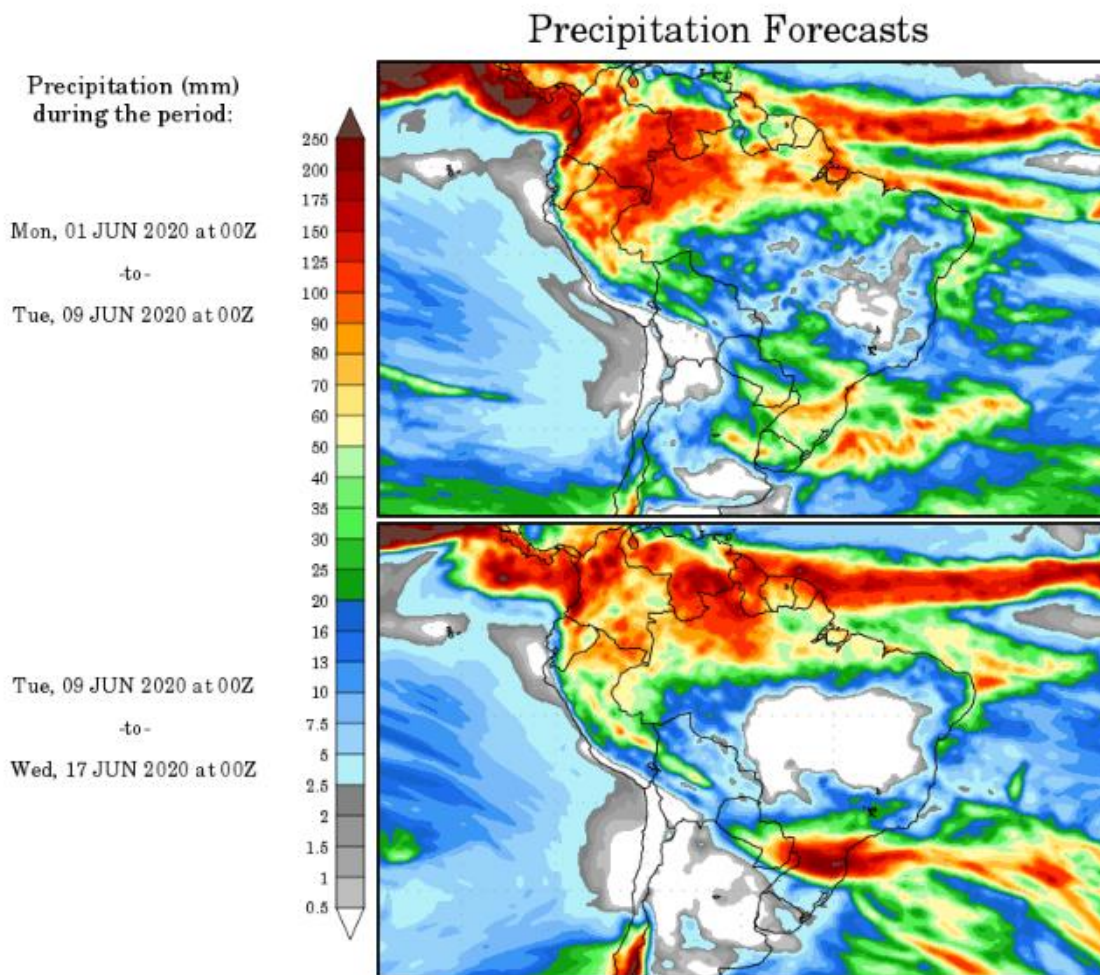 Precipitation Forecasts
Precipitation (mm)
during the period:
250
200
175
150
125
100
90
80
70
60
50
40
35
30
25
20
16
13
10
7.5
5
2.5
2
1.5
1
0.5
Mon, 01 JUN 2020 at 00Z
-to-
Tue, 09 JUN 2020 at 00Z
Tue, 09 JUN 2020 at 00Z
-to-
Wed, 17 JUN 2020 at 00Z